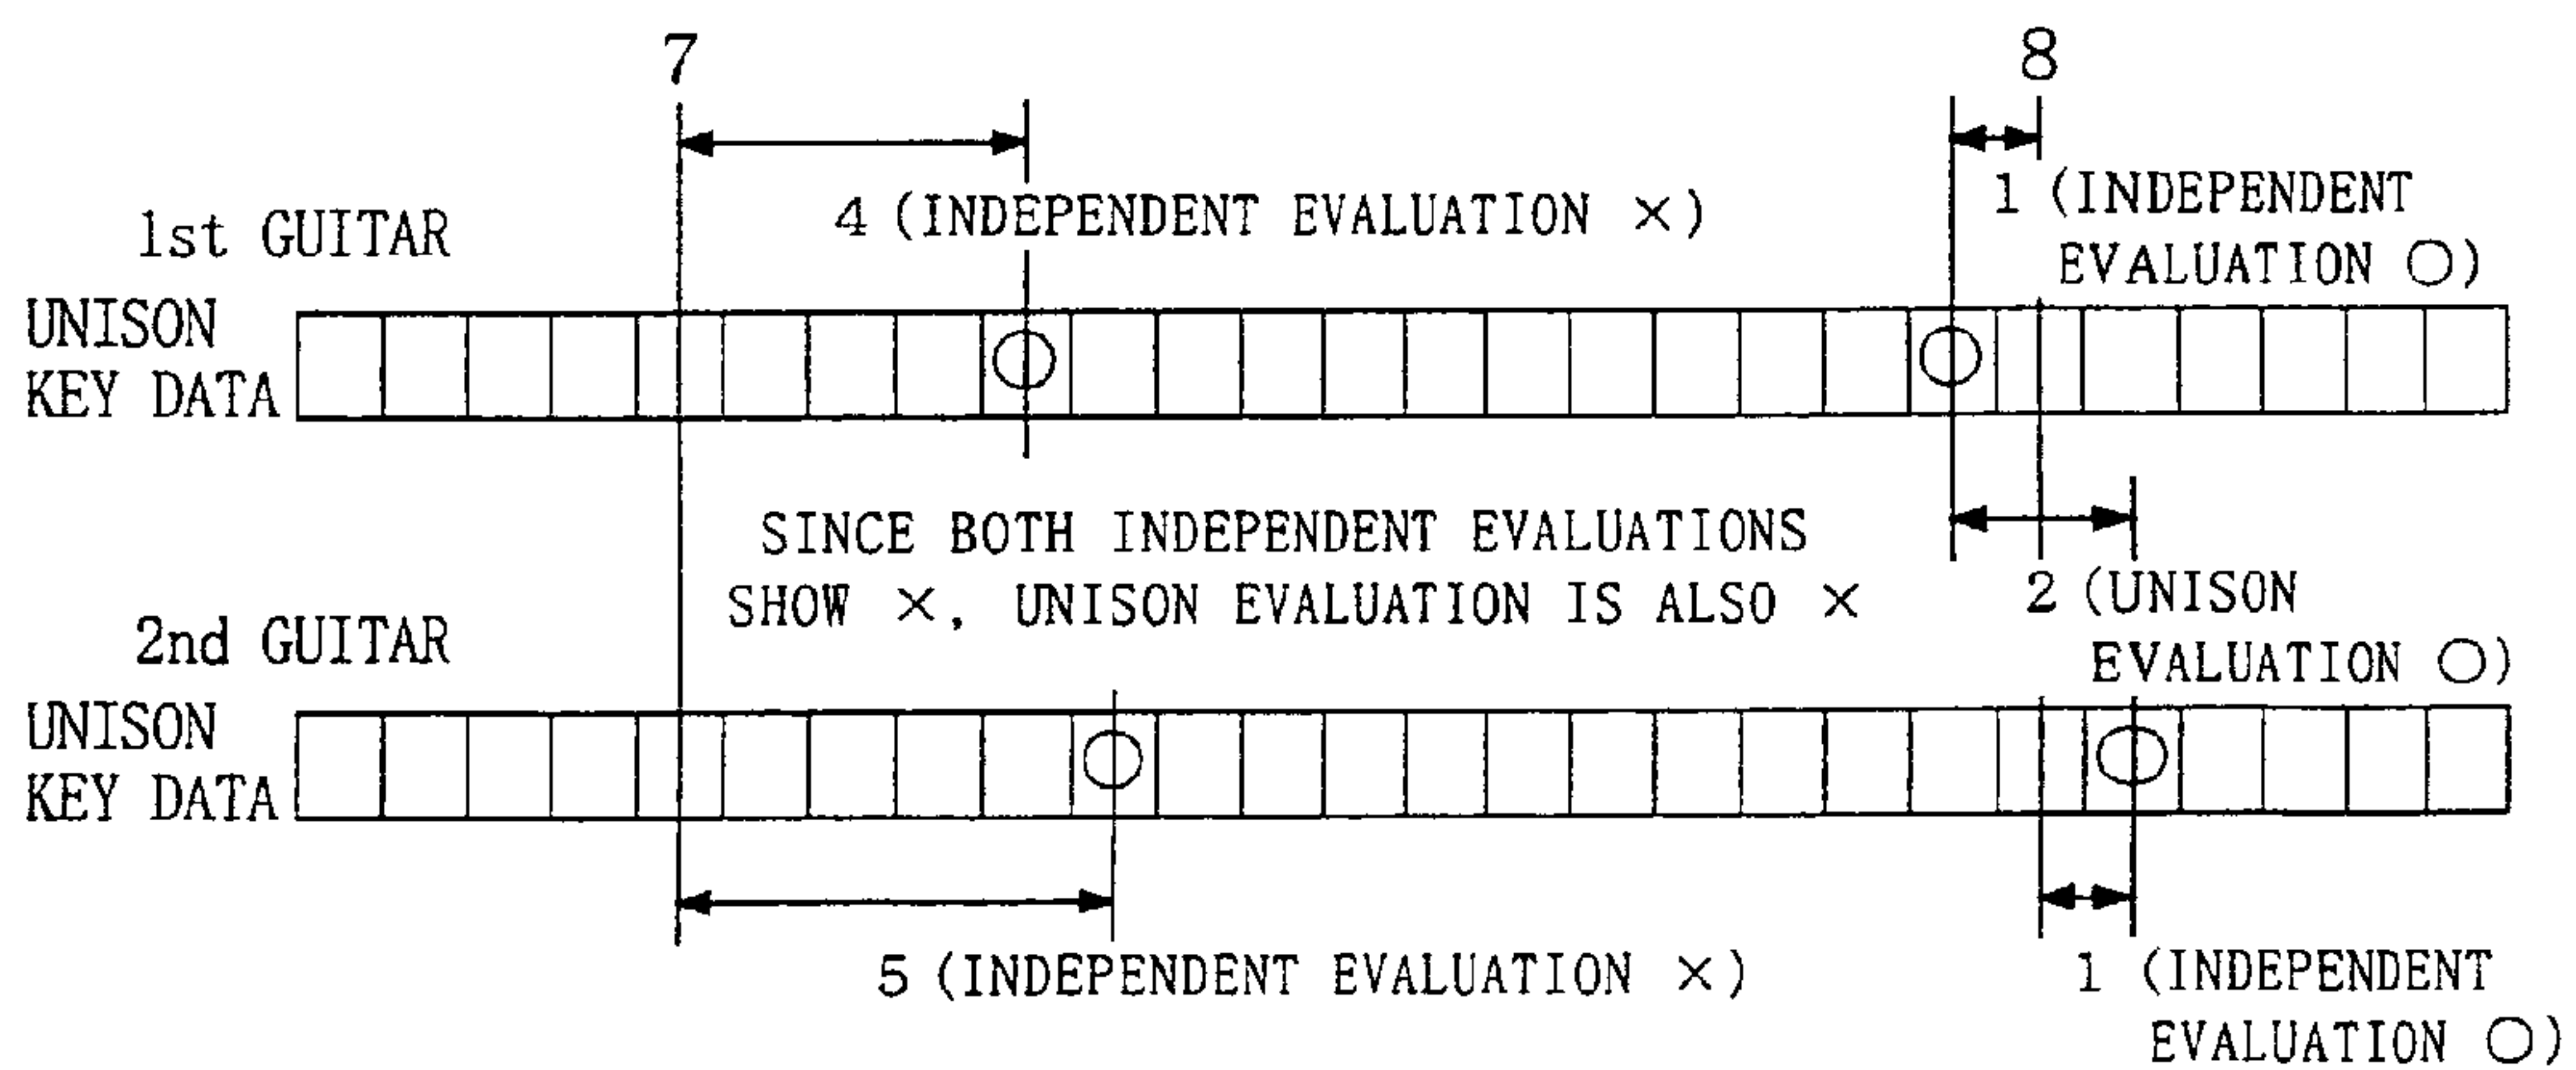 7
8
4 (INDEPENDENT EVALUATION ×)
1 (INDEPENDENT
EVALUATION ○)
1st GUITAR
UNISON
KEY DATA
SINCE BOTH INDEPENDENT EVALUATIONS
SHOW ×, UNISON EVALUATION IS ALSO ×
2 (UNISON
EVALUATION ○)
2nd GUITAR
UNISON
KEY DATA
5 (INDEPENDENT EVALUATION ×)
1 (INDEPENDENT
EVALUATION ○)